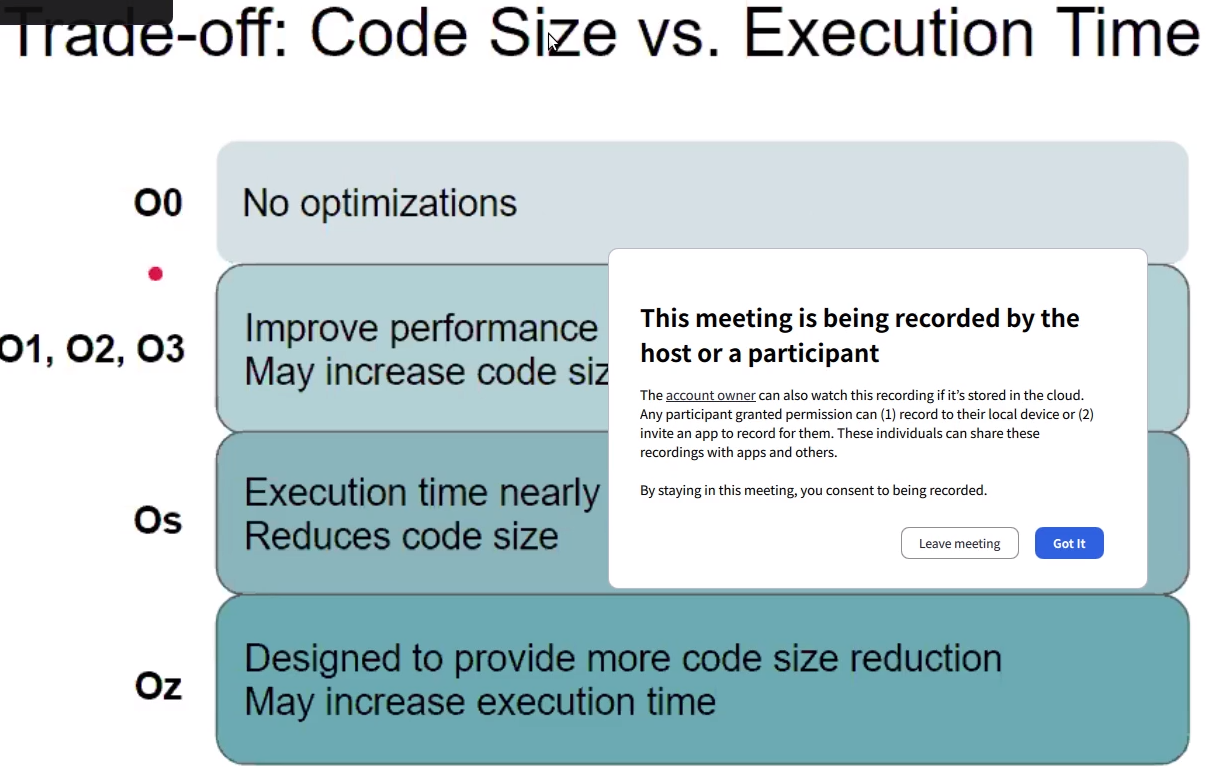 Trade-off: Code Size vs. Execution Time
O0
No optimizations
O1, O2, O3
Improve performance
May increase code siz
Os
Execution time nearly
Reduces code size
Oz
Designed to provide more code size reduction
May increase execution time
This meeting is being recorded by the
host or a participant
The account owner can also watch this recording if it’s stored in the cloud.
Any participant granted permission can (1) record to their local device or (2)
invite an app to record for them. These individuals can share these
recordings with apps and others.
By staying in this meeting, you consent to being recorded.
Leave meeting
Got It